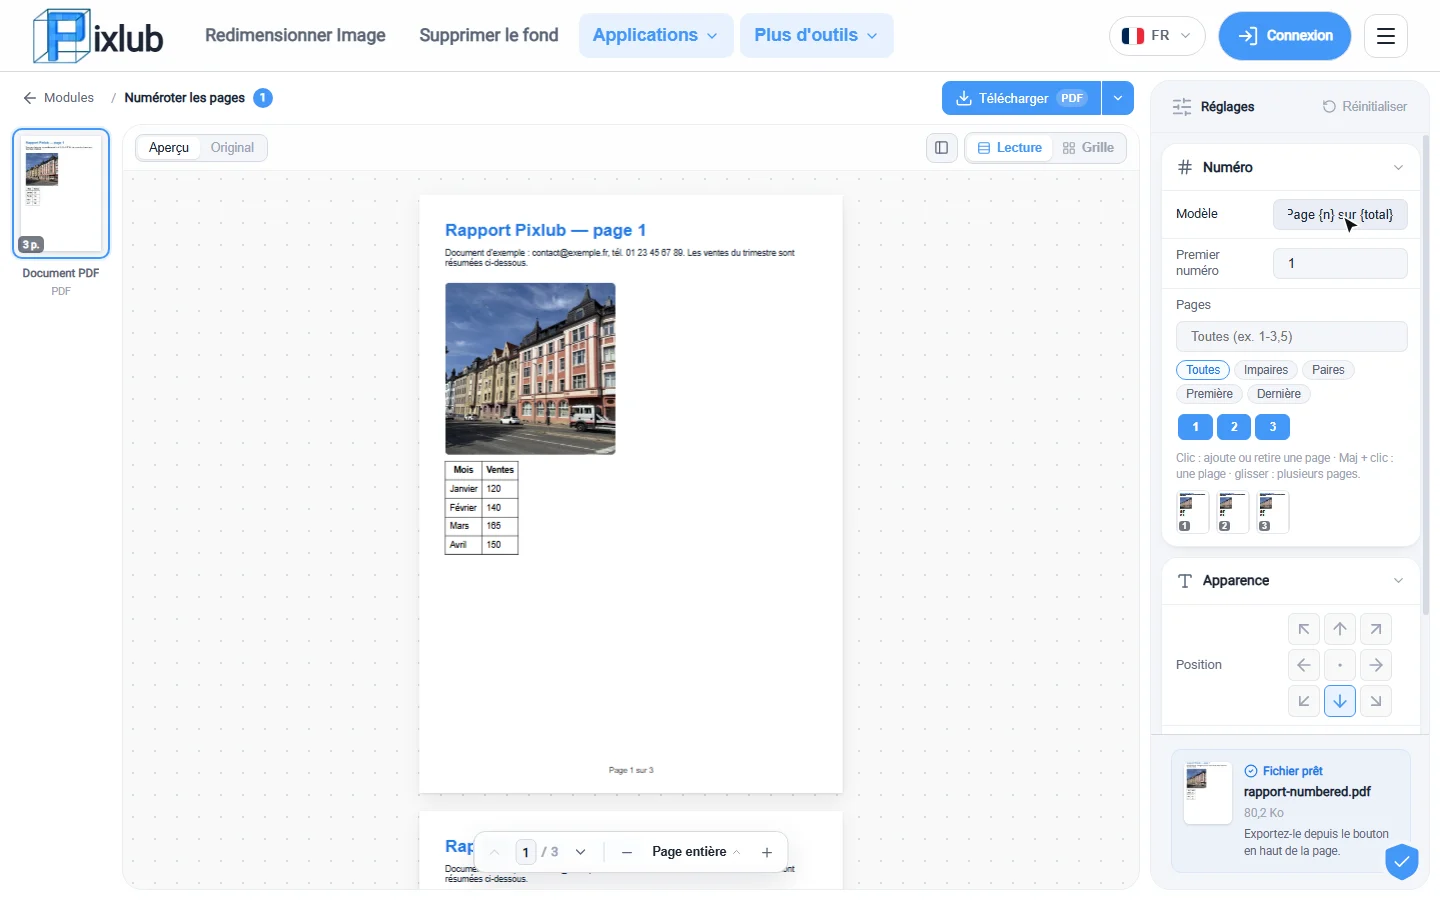 Pixlub
Redimensionner Image
Supprimer le fond
Applications
Plus d'outils
FR
Connexion
Modules / Numéroter les pages 1
Télécharger PDF
Réglages
Réinitialiser
3 p.
Document PDF
PDF
Aperçu
Original
Lecture
Grille
Rapport Pixlub — page 1
Document d'exemple : contact@exemple.fr, tél. 01 23 45 67 89. Les ventes du trimestre sont
résumées ci-dessous.
Mois Ventes
Janvier 120
Février 140
Mars 165
Avril 150
Page 1 sur 3
résumées ci-dessous.
1 / 3
Page entière
Numéro
Modèle
Page {n} sur {total}
Premier
numéro
1
Pages
Toutes (ex. 1-3,5)
Toutes
Impaires
Paires
Première
Dernière
1 2 3
Clic : ajoute ou retire une page · Maj + clic :
une plage · glisser : plusieurs pages.
1 2 3
Apparence
Position
Fichier prêt
rapport-numbered.pdf
80,2 Ko
Exportez-le depuis le bouton
en haut de la page.